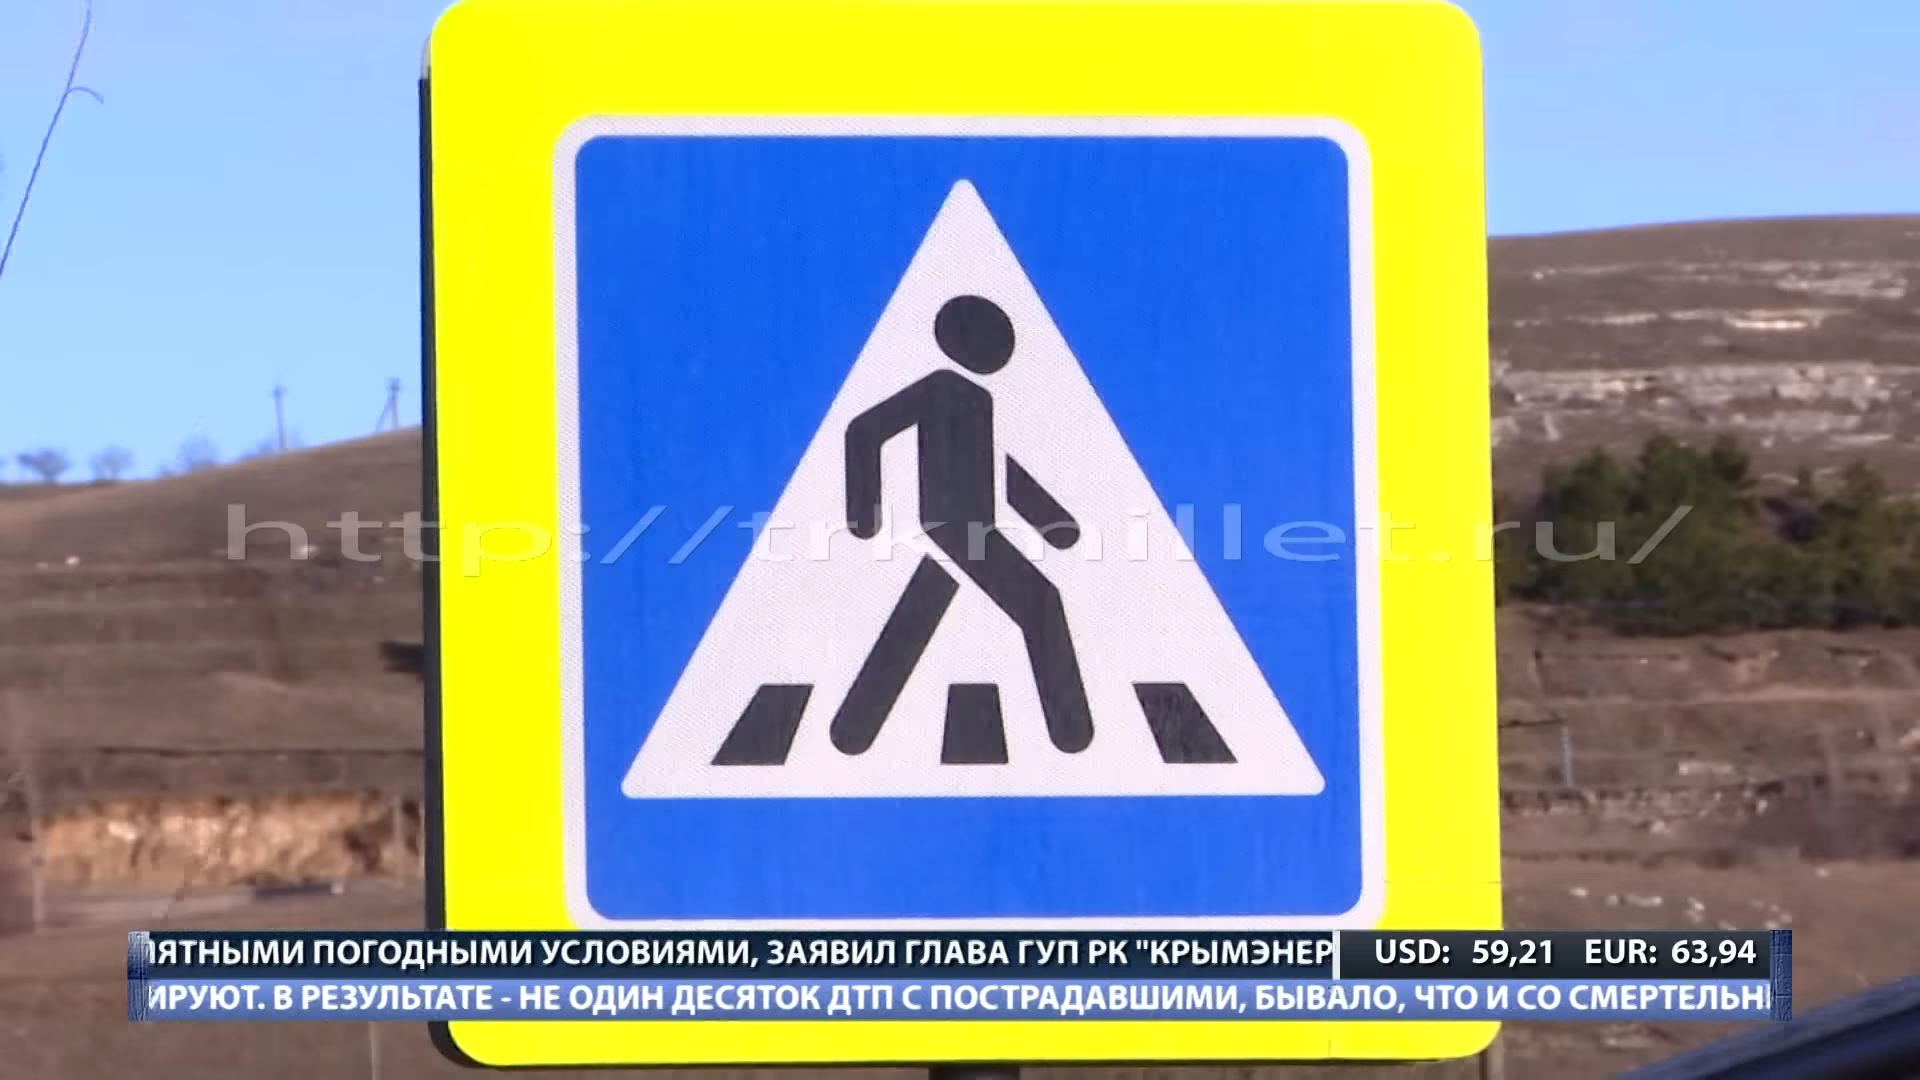 http://trkmillet.ru/
ПОГОДНЫМИ УСЛОВИЯМИ, ЗАЯВИЛ ГЛАВА ГУП РК "КРЫМЭНЕР
USD: 59,21 EUR: 63,94
ИРУЮТ. В РЕЗУЛЬТАТЕ - НЕ ОДИН ДЕСЯТОК ДТП С ПОСТРАДАВШИМИ, БЫВАЛО, ЧТО И СО СМЕРТЕЛЬН